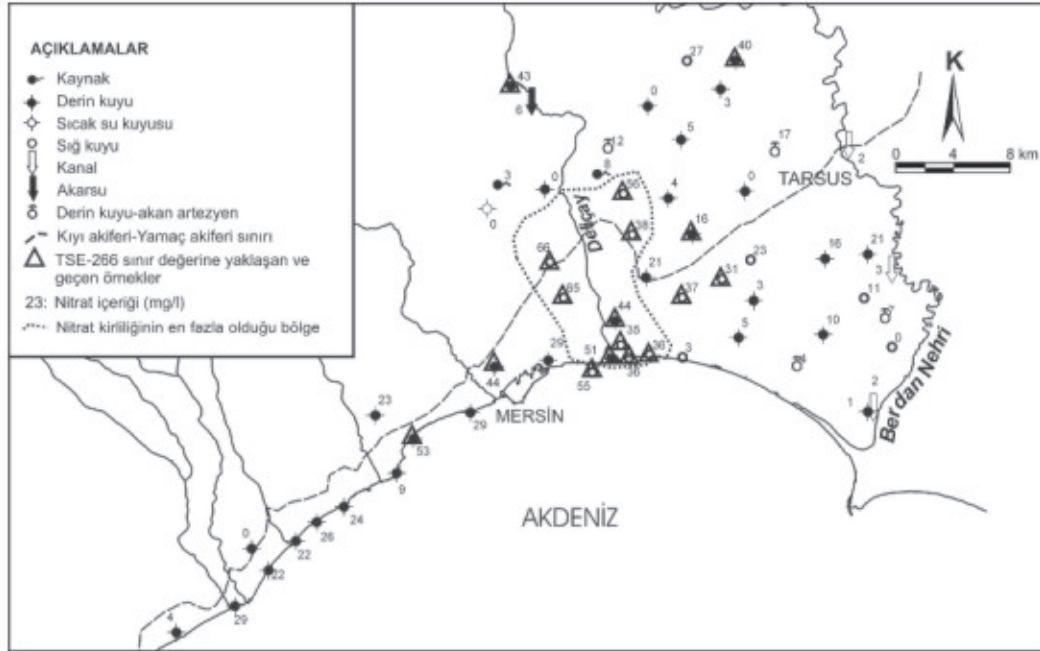 AÇIKLAMALAR
Kaynak
Derin kuyu
Sıcak su kuyusu
Sığ kuyu
Kanal
Akarsu
Derin kuyu-akan artezyen
Kıyı akiferi-Yamaç akiferi sınırı
TSE-266 sınır değerine yaklaşan ve
geçen örnekler
23: Nitrat içeriği (mg/l)
Nitrat kirliliğinin en fazla olduğu bölge
K
0 4 8 km
27
40
43
6
0
3
5
12
17
2
TARSUS
8
3
0
56
4
0
0
Deliçay
38
16
66
23
16
21
21
31
3
65
37
3
11
44
5
10
7
35
0
29
51
36
36
3
4
44
55
Berdan Nehri
2
1
23
MERSİN
29
53
9
AKDENİZ
24
26
22
0
22
29
4